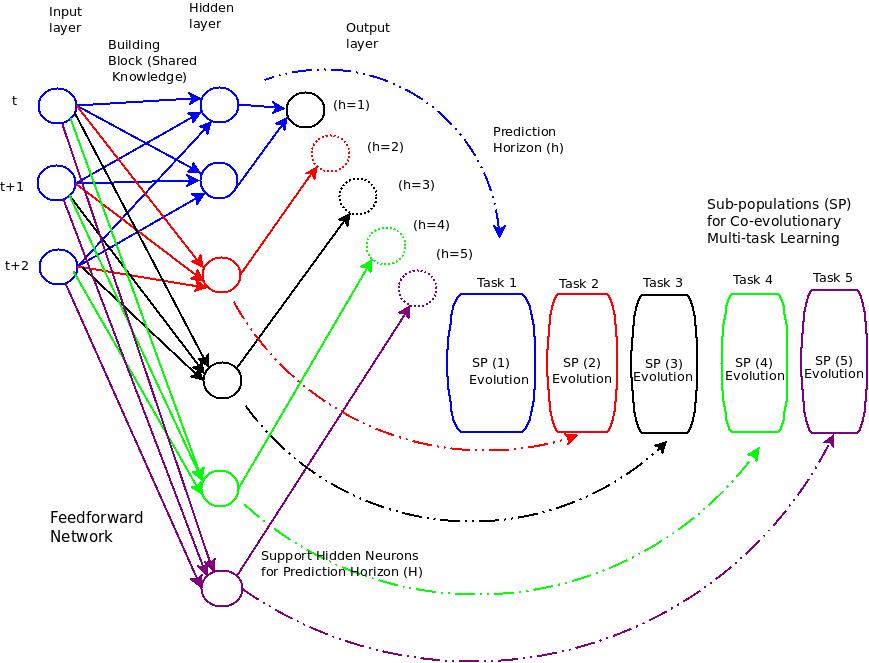 Input
layer
Hidden
layer
Output
layer
Building
Block (Shared
Knowledge)
t
t+1
t+2
(h=1)
(h=2)
(h=3)
(h=4)
(h=5)
Prediction
Horizon (h)
Sub-populations (SP)
for Co-evolutionary
Multi-task Learning
Task 1
Task 2
Task 3
Task 4
Task 5
SP (1)
Evolution
SP (2)
Evolution
SP (3)
Evolution
SP (4)
Evolution
SP (5)
Evolution
Feedforward
Network
Support Hidden Neurons
for Prediction Horizon (H)